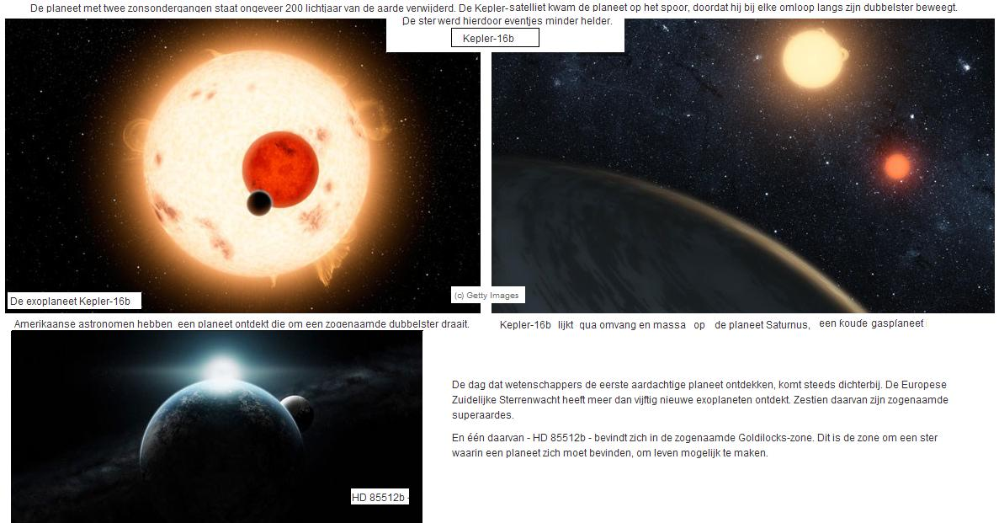 De planeet met twee zonsondergangen staat ongeveer 200 lichtjaar van de aarde verwijderd. De Kepler-satelliet kwam de planeet op het spoor, doordat hij bij elke omloop langs zijn dubbelster beweegt.
De ster werd hierdoor eventjes minder helder.
Kepler-16b
De exoplaneet Kepler-16b
(c) Getty Images
Amerikaanse astronomen hebben een planeet ontdekt die om een zogenaamde dubbelster draait.
Kepler-16b lijkt qua omvang en massa op de planeet Saturnus, een koude gasplaneet
HD 85512b -
De dag dat wetenschappers de eerste aardachtige planeet ontdekken, komt steeds dichterbij. De Europese
Zuidelijke Sterrenwacht heeft meer dan vijftig nieuwe exoplaneten ontdekt. Zestien daarvan zijn zogenaamde
superaardes.
En één daarvan - HD 85512b - bevindt zich in de zogenaamde Goldilocks-zone. Dit is de zone om een ster
waarin een planeet zich moet bevinden, om leven mogelijk te maken.